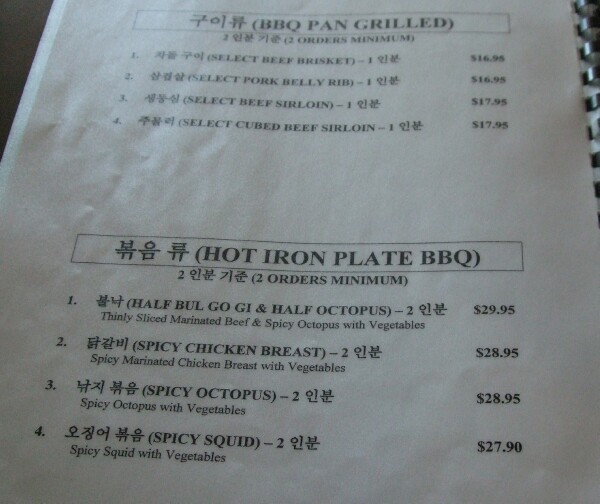 구이류 (BBQ PAN GRILLED)
2 인분 기준 (2 ORDERS MINIMUM)
1. 차돌 구이 (SELECT BEEF BRISKET) – 1 인분 $16.95
2. 삼겹살 (SELECT PORK BELLY RIB) – 1 인분 $16.95
3. 생등심 (SELECT BEEF SIRLOIN) – 1 인분 $17.95
4. 주물럭 (SELECT CUBED BEEF SIRLOIN – 1 인분 $17.95
볶음 류 (HOT IRON PLATE BBQ)
2 인분 기준 (2 ORDERS MINIMUM)
1. 불낙 (HALF BUL GO GI & HALF OCTOPUS) – 2 인분 $29.95
Thinly Sliced Marinated Beef & Spicy Octopus with Vegetables
2. 닭갈비 (SPICY CHICKEN BREAST) – 2 인분 $28.95
Spicy Marinated Chicken Breast with Vegetables
3. 낚지 볶음 (SPICY OCTOPUS) – 2 인분 $28.95
Spicy Octopus with Vegetables
4. 오징어 볶음 (SPICY SQUID) – 2 인분 $27.90
Spicy Squid with Vegetables